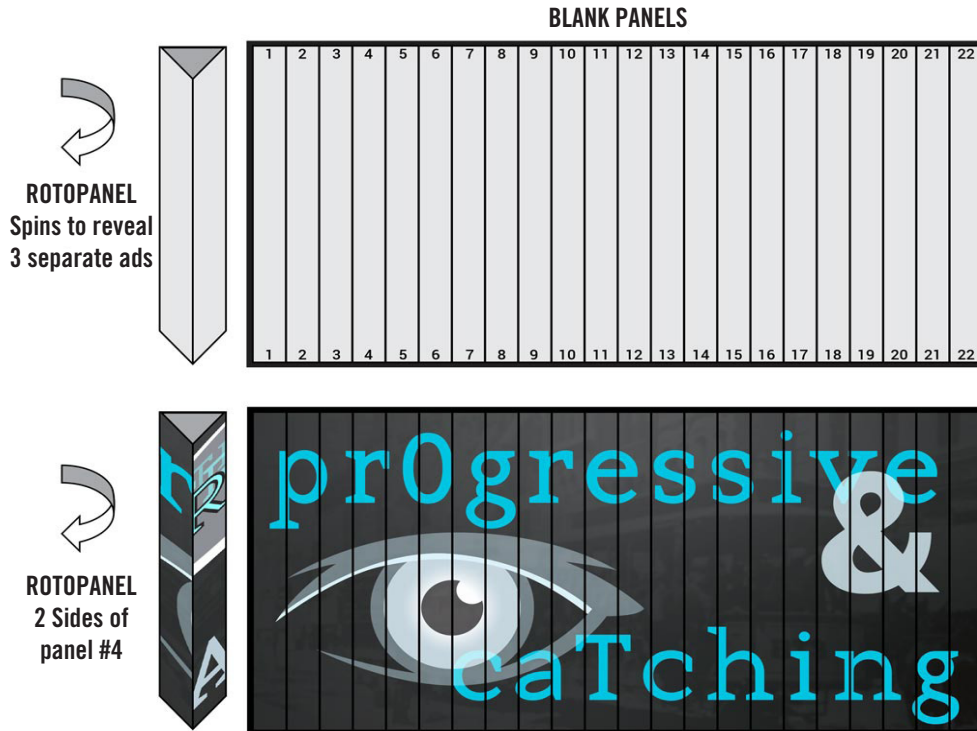 BLANK PANELS
1 2 3 4 5 6 7 8 9 10 11 12 13 14 15 16 17 18 19 20 21 22
ROTOPANEL
Spins to reveal
3 separate ads
1 2 3 4 5 6 7 8 9 10 11 12 13 14 15 16 17 18 19 20 21 22
pr0gressive
&
ROTOPANEL
2 Sides of
panel #4
caTching